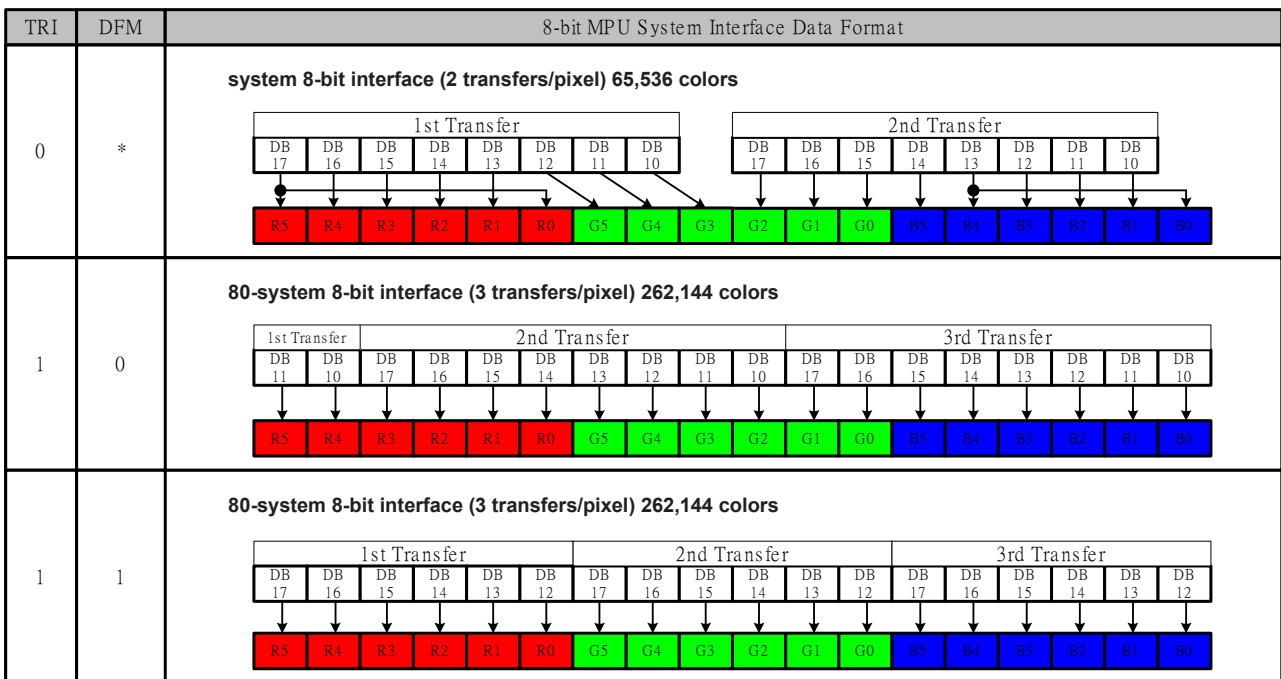 TRI DFM 8-bit MPU System Interface Data Format
0 *
system 8-bit interface (2 transfers/pixel) 65,536 colors
1st Transfer 2nd Transfer
DB DB DB DB DB DB DB DB DB DB DB DB DB DB DB DB
17 16 15 14 13 12 11 10 17 16 15 14 13 12 11 10
R5 R4 R3 R2 R1 R0 G5 G4 G3 G2 G1 G0 B5 B4 B3 B2 B1 B0
1 0
80-system 8-bit interface (3 transfers/pixel) 262,144 colors
1st Transfer 2nd Transfer 3rd Transfer
DB DB DB DB DB DB DB DB DB DB DB DB DB DB DB DB DB DB
11 10 17 16 15 14 13 12 11 10 17 16 15 14 13 12 11 10
R5 R4 R3 R2 R1 R0 G5 G4 G3 G2 G1 G0 B5 B4 B3 B2 B1 B0
1 1
80-system 8-bit interface (3 transfers/pixel) 262,144 colors
1st Transfer 2nd Transfer 3rd Transfer
DB DB DB DB DB DB DB DB DB DB DB DB DB DB DB DB DB DB
17 16 15 14 13 12 17 16 15 14 13 12 17 16 15 14 13 12
R5 R4 R3 R2 R1 R0 G5 G4 G3 G2 G1 G0 B5 B4 B3 B2 B1 B0